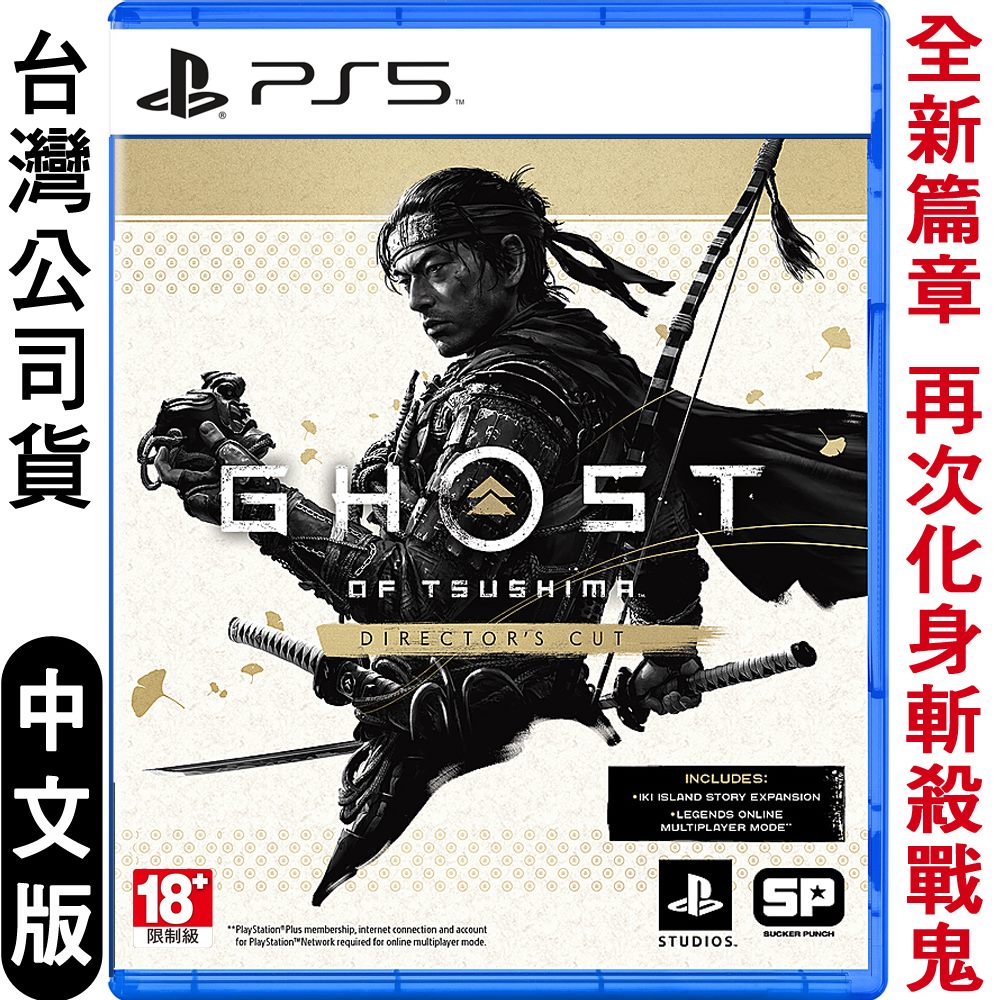 台灣公司貨
中文版
PS5™
GHOST
OF TSUSHIMA™
DIRECTOR'S CUT
INCLUDES:
•IKI ISLAND STORY EXPANSION
•LEGENDS ONLINE
MULTIPLAYER MODE**
18+
限制級
**PlayStation®Plus membership, internet connection and account
for PlayStation™Network required for online multiplayer mode.
STUDIOS.
SP
SUCKER PUNCH
全新篇章 再次化身斬殺戰鬼